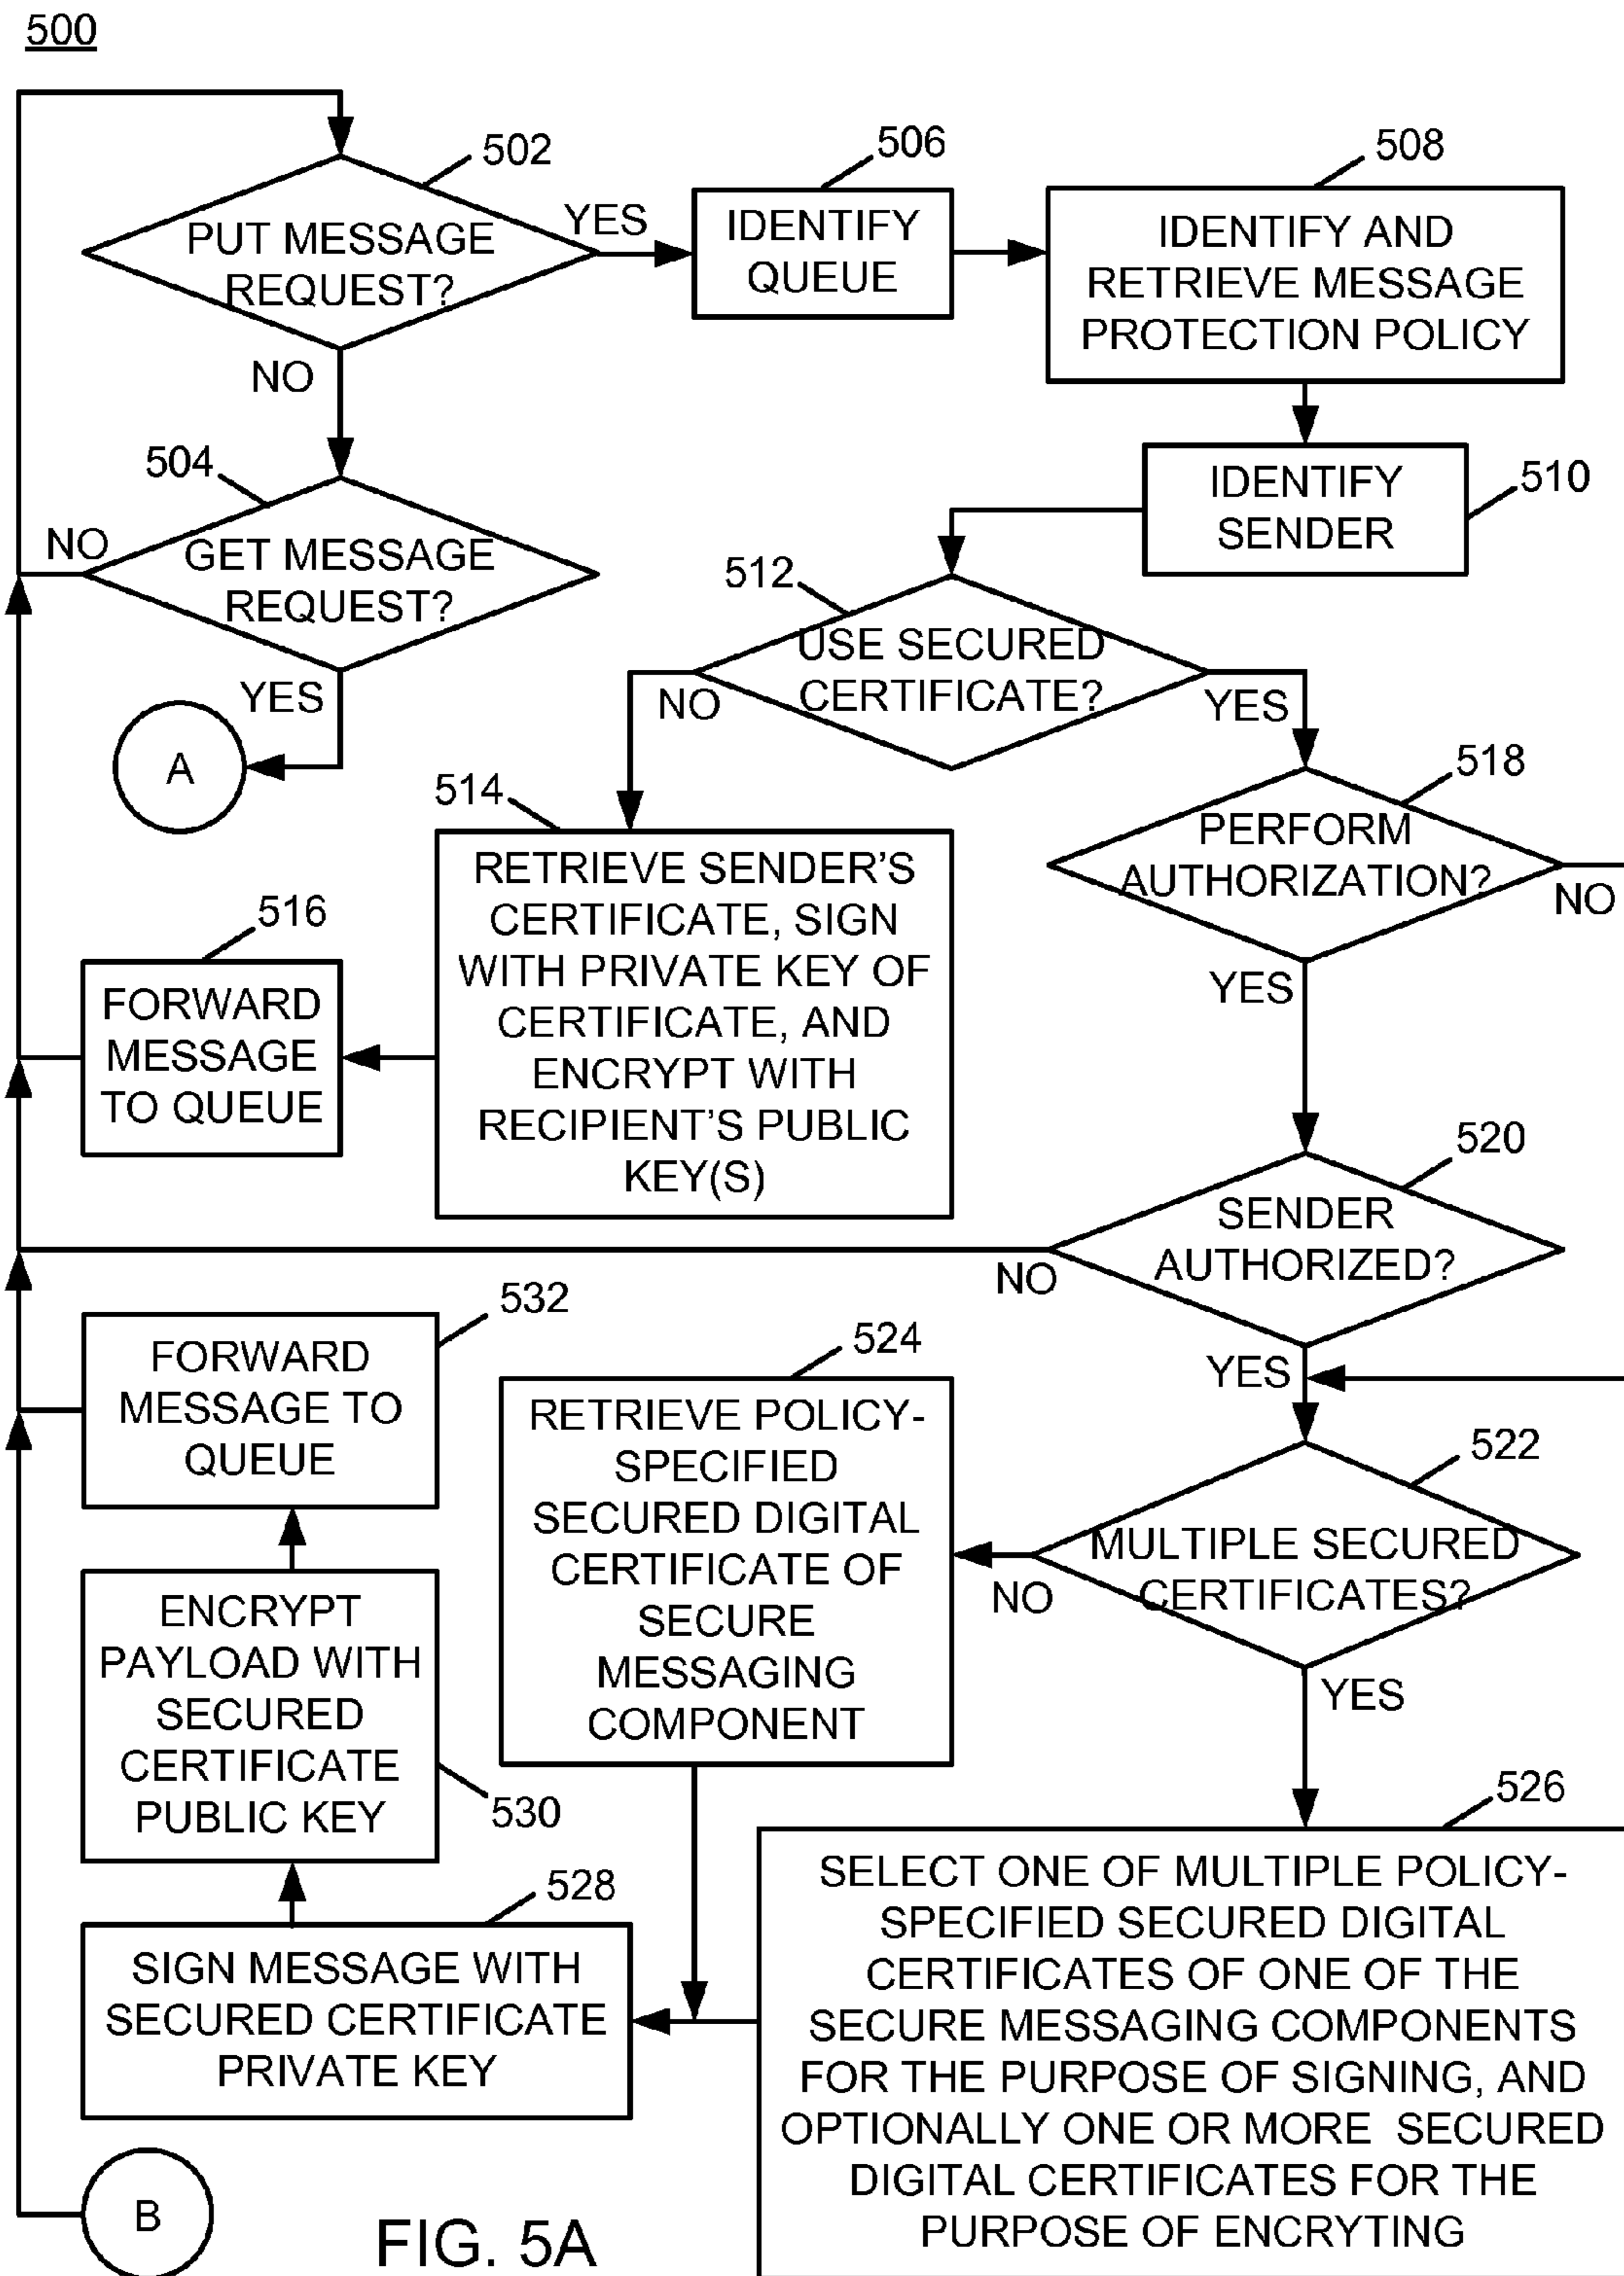 500
502
PUT MESSAGE
REQUEST?
YES
NO
506
IDENTIFY
QUEUE
508
IDENTIFY AND
RETRIEVE MESSAGE
PROTECTION POLICY
504
GET MESSAGE
REQUEST?
NO
YES
A
510
IDENTIFY
SENDER
512
USE SECURED
CERTIFICATE?
NO
YES
514
RETRIEVE SENDER'S
CERTIFICATE, SIGN
WITH PRIVATE KEY OF
CERTIFICATE, AND
ENCRYPT WITH
RECIPIENT'S PUBLIC
KEY(S)
516
FORWARD
MESSAGE
TO QUEUE
518
PERFORM
AUTHORIZATION?
NO
YES
520
SENDER
AUTHORIZED?
NO
YES
522
MULTIPLE SECURED
CERTIFICATES?
NO
YES
524
RETRIEVE POLICY-
SPECIFIED
SECURED DIGITAL
CERTIFICATE OF
SECURE
MESSAGING
COMPONENT
526
SELECT ONE OF MULTIPLE POLICY-
SPECIFIED SECURED DIGITAL
CERTIFICATES OF ONE OF THE
SECURE MESSAGING COMPONENTS
FOR THE PURPOSE OF SIGNING, AND
OPTIONALLY ONE OR MORE SECURED
DIGITAL CERTIFICATES FOR THE
PURPOSE OF ENCRYTING
528
SIGN MESSAGE WITH
SECURED CERTIFICATE
PRIVATE KEY
530
ENCRYPT
PAYLOAD WITH
SECURED
CERTIFICATE
PUBLIC KEY
532
FORWARD
MESSAGE TO
QUEUE
B
FIG. 5A